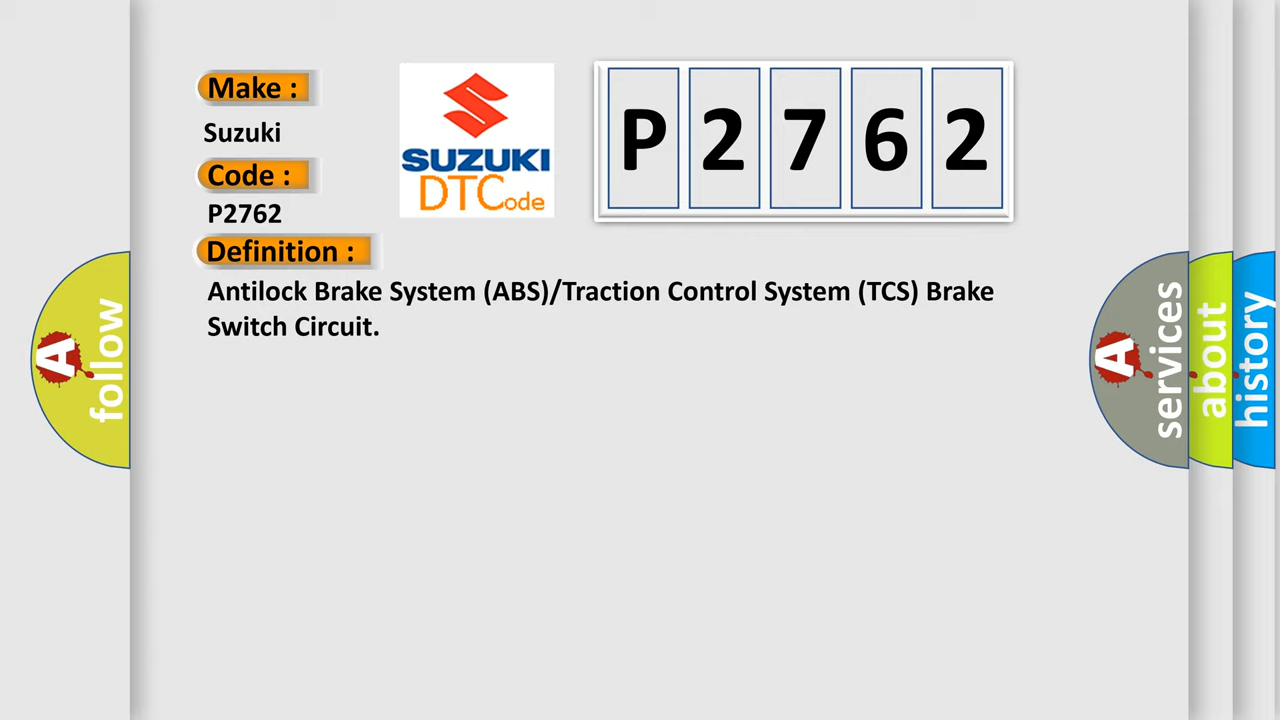 Make :
Suzuki
Code :
P2762
Definition :
Antilock Brake System (ABS)/Traction Control System (TCS) Brake
Switch Circuit.
SUZUKI
DTCode
P 2 7 6 2
A follow
A services
about
history